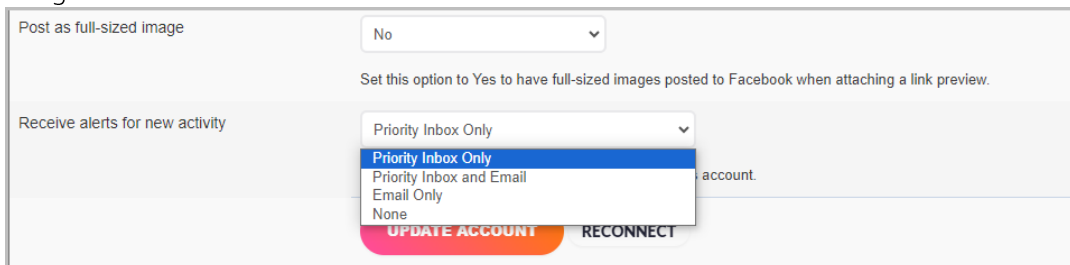 Post as full-sized image
No
Set this option to Yes to have full-sized images posted to Facebook when attaching a link preview.
Receive alerts for new activity
Priority Inbox Only
Priority Inbox Only
Priority Inbox and Email
account.
Email Only
None
UPDATE ACCOUNT
RECONNECT